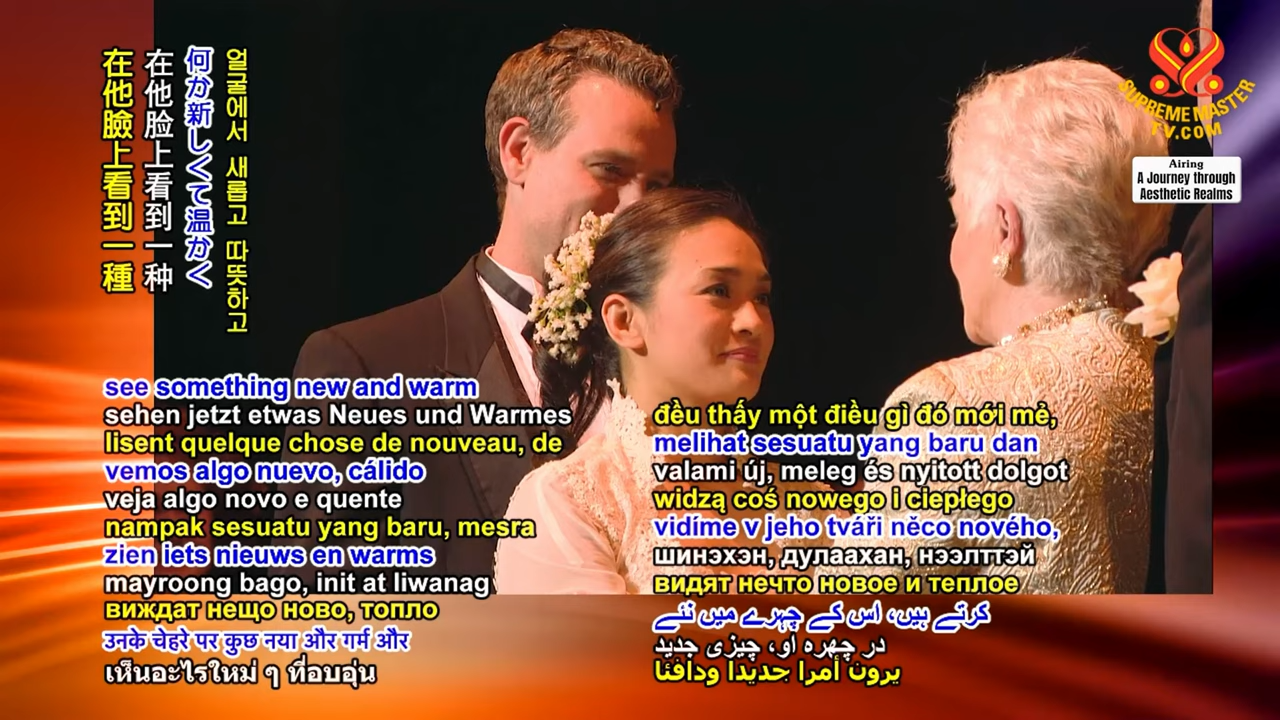 在他臉上看到一種
在他脸上看到一种
何か新しくて温かく
얼굴에서 새롭고 따뜻하고
SUPREME MASTER
TV.COM
Airing
A Journey through
Aesthetic Realms
see something new and warm
sehen jetzt etwas Neues und Warmes
lisent quelque chose de nouveau, de
vemos algo nuevo, cálido
veja algo novo e quente
nampak sesuatu yang baru, mesra
zien iets nieuws en warms
mayroong bago, init at liwanag
виждат нещо ново, топло
उनके चेहरे पर कुछ नया और गर्म और
เห็นอะไรใหม่ ๆ ที่อบอุ่น
đều thấy một điều gì đó mới mẻ,
melihat sesuatu yang baru dan
valami új, meleg és nyitott dolgot
widzą coś nowego i ciepłego
vidíme v jeho tváři něco nového,
шинэхэн, дулаахан, нээлттэй
видят нечто новое и теплое
کرتے ہیں، اس کے چہرے میں نئے
در چهره او، چیزی جدید
يرون أمرا جديدا ودافئا